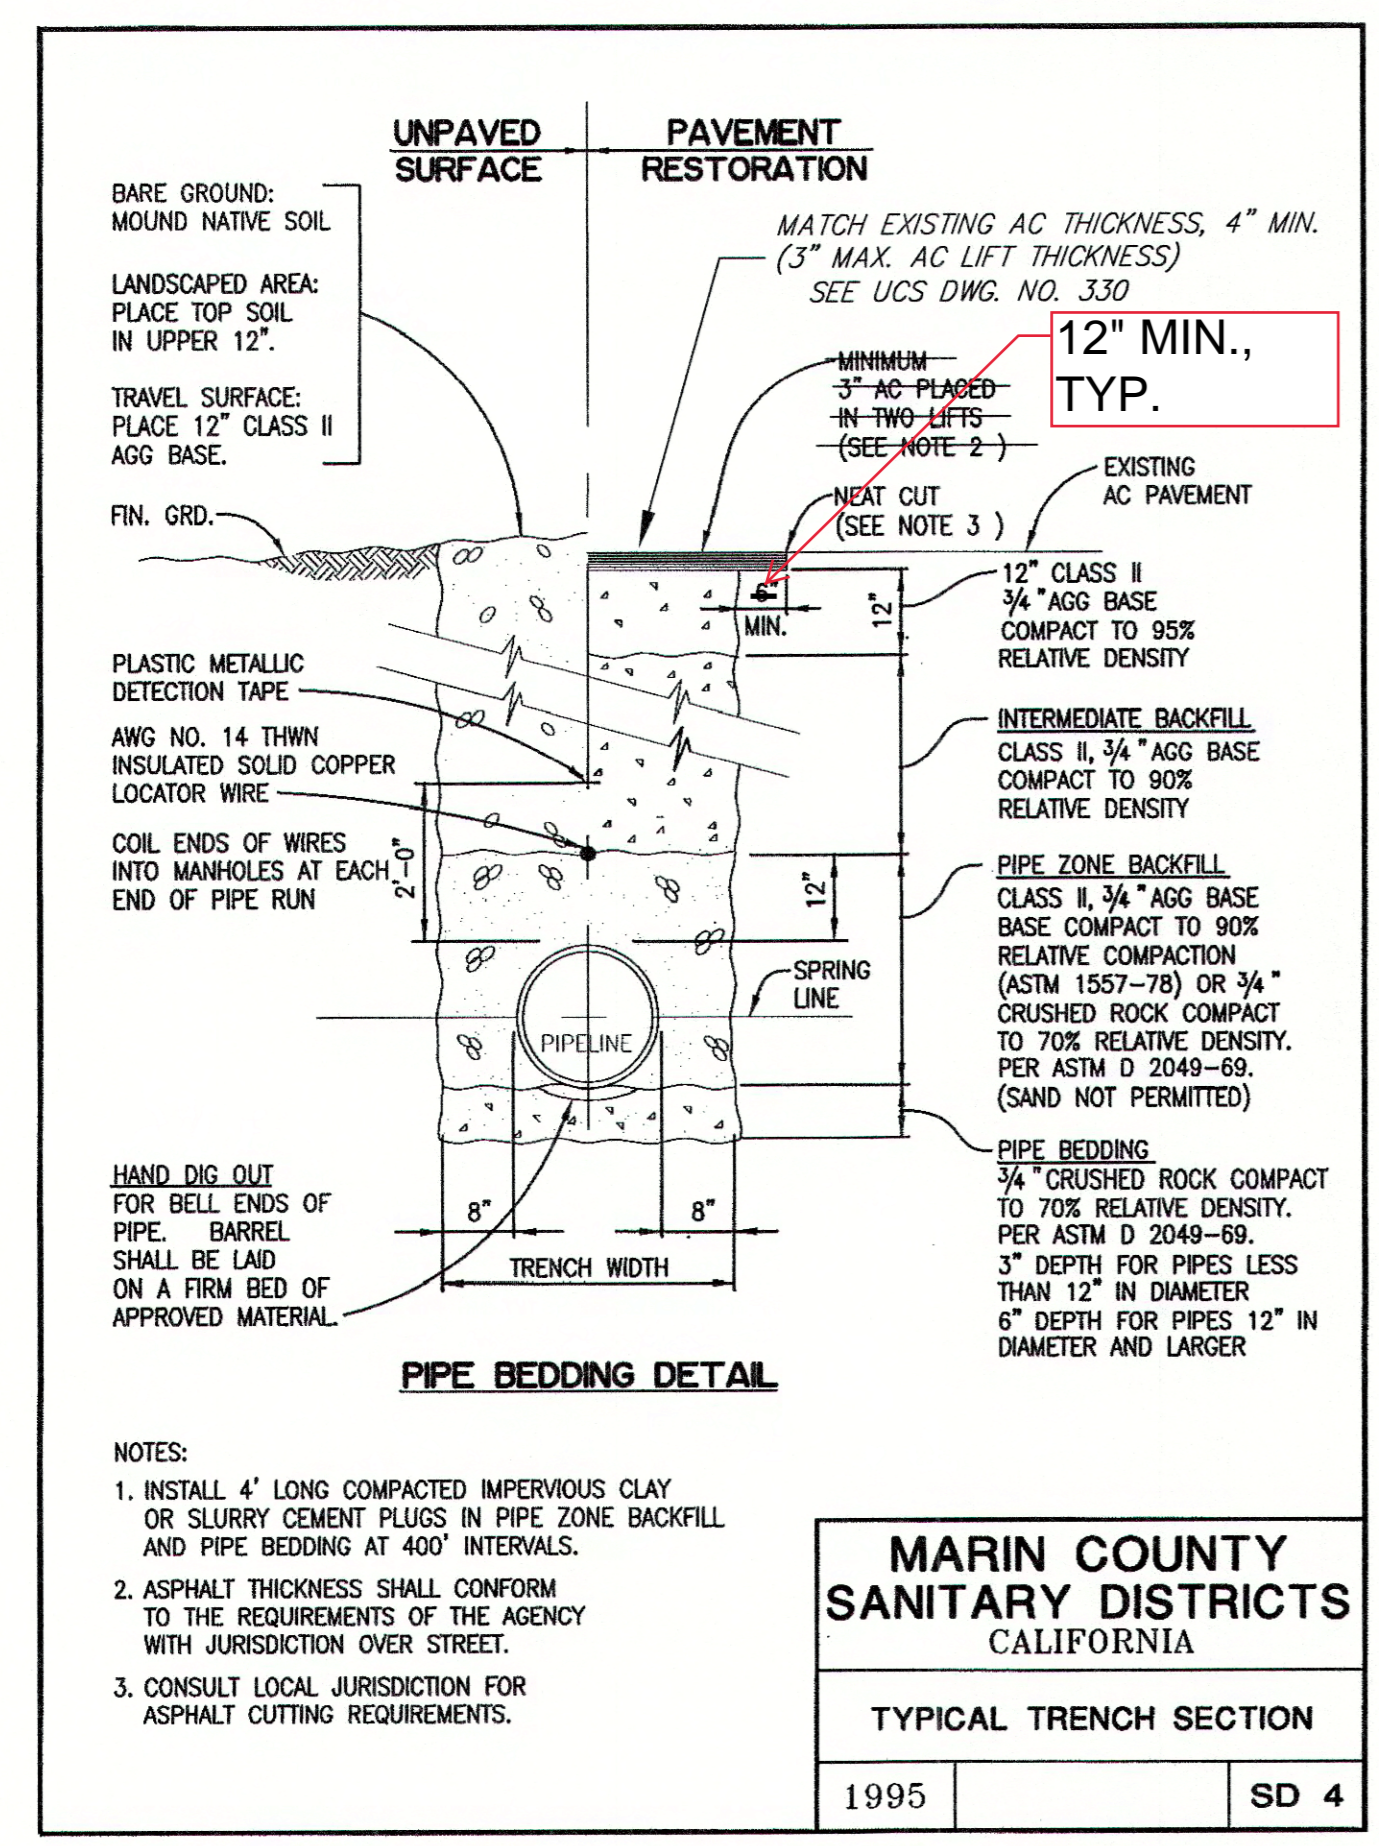 UNPAVED
SURFACE
PAVEMENT
RESTORATION
BARE GROUND:
MOUND NATIVE SOIL
LANDSCAPED AREA:
PLACE TOP SOIL
IN UPPER 12".
TRAVEL SURFACE:
PLACE 12" CLASS II
AGG BASE.
FIN. GRD.
MATCH EXISTING AC THICKNESS, 4" MIN.
(3" MAX. AC LIFT THICKNESS)
SEE UCS DWG. NO. 330
12" MIN.,
TYP.
MINIMUM
3" AC PLACED
IN TWO LIFTS
(SEE NOTE 2 )
NEAT CUT
(SEE NOTE 3 )
EXISTING
AC PAVEMENT
6"
MIN.
12"
12" CLASS II
3/4 "AGG BASE
COMPACT TO 95%
RELATIVE DENSITY
PLASTIC METALLIC
DETECTION TAPE
AWG NO. 14 THWN
INSULATED SOLID COPPER
LOCATOR WIRE
COIL ENDS OF WIRES
INTO MANHOLES AT EACH
END OF PIPE RUN
2'-0"
12"
INTERMEDIATE BACKFILL
CLASS II, 3/4 "AGG BASE
COMPACT TO 90%
RELATIVE DENSITY
PIPE ZONE BACKFILL
CLASS II, 3/4 "AGG BASE
BASE COMPACT TO 90%
RELATIVE COMPACTION
(ASTM 1557-78) OR 3/4 "
CRUSHED ROCK COMPACT
TO 70% RELATIVE DENSITY.
PER ASTM D 2049-69.
(SAND NOT PERMITTED)
SPRING
LINE
PIPELINE
PIPE BEDDING
3/4 "CRUSHED ROCK COMPACT
TO 70% RELATIVE DENSITY.
PER ASTM D 2049-69.
3" DEPTH FOR PIPES LESS
THAN 12" IN DIAMETER
6" DEPTH FOR PIPES 12" IN
DIAMETER AND LARGER
HAND DIG OUT
FOR BELL ENDS OF
PIPE. BARREL
SHALL BE LAID
ON A FIRM BED OF
APPROVED MATERIAL.
8"
8"
TRENCH WIDTH
PIPE BEDDING DETAIL
NOTES:
1. INSTALL 4' LONG COMPACTED IMPERVIOUS CLAY
OR SLURRY CEMENT PLUGS IN PIPE ZONE BACKFILL
AND PIPE BEDDING AT 400' INTERVALS.
2. ASPHALT THICKNESS SHALL CONFORM
TO THE REQUIREMENTS OF THE AGENCY
WITH JURISDICTION OVER STREET.
3. CONSULT LOCAL JURISDICTION FOR
ASPHALT CUTTING REQUIREMENTS.
MARIN COUNTY
SANITARY DISTRICTS
CALIFORNIA
TYPICAL TRENCH SECTION
1995
SD 4